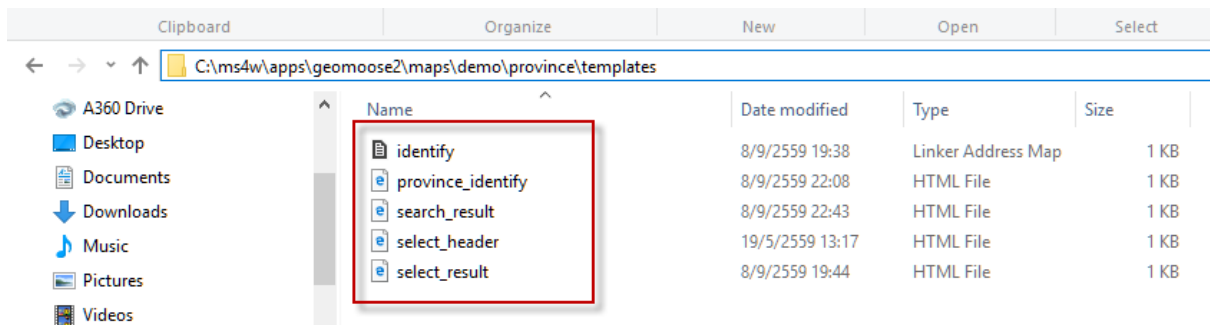 Clipboard Organize New Open Select
C:\ms4w\apps\geomoose2\maps\demo\province\templates
A360 Drive
Desktop
Documents
Downloads
Music
Pictures
Videos
Name Date modified Type Size
identify 8/9/2559 19:38 Linker Address Map 1 KB
province_identify 8/9/2559 22:08 HTML File 1 KB
search_result 8/9/2559 22:43 HTML File 1 KB
select_header 19/5/2559 13:17 HTML File 1 KB
select_result 8/9/2559 19:44 HTML File 1 KB